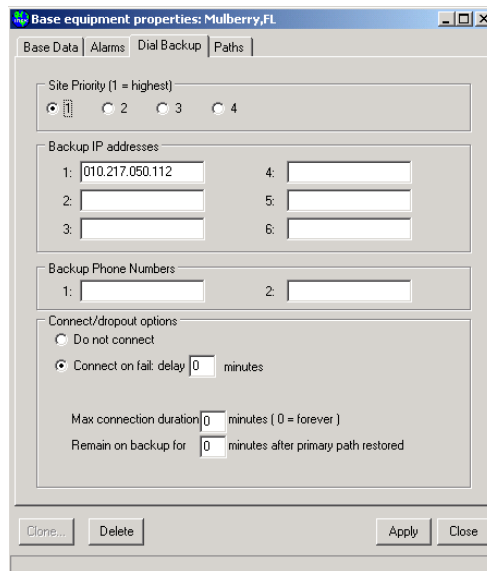 Base equipment properties: Mulberry,FL
Base Data Alarms Dial Backup Paths
Site Priority (1 = highest)
1 2 3 4
Backup IP addresses
1: 010.217.050.112 4:
2: 5:
3: 6:
Backup Phone Numbers
1: 2:
Connect/dropout options
Do not connect
Connect on fail: delay 0 minutes
Max connection duration 0 minutes ( 0 = forever )
Remain on backup for 0 minutes after primary path restored
Clone... Delete Apply Close